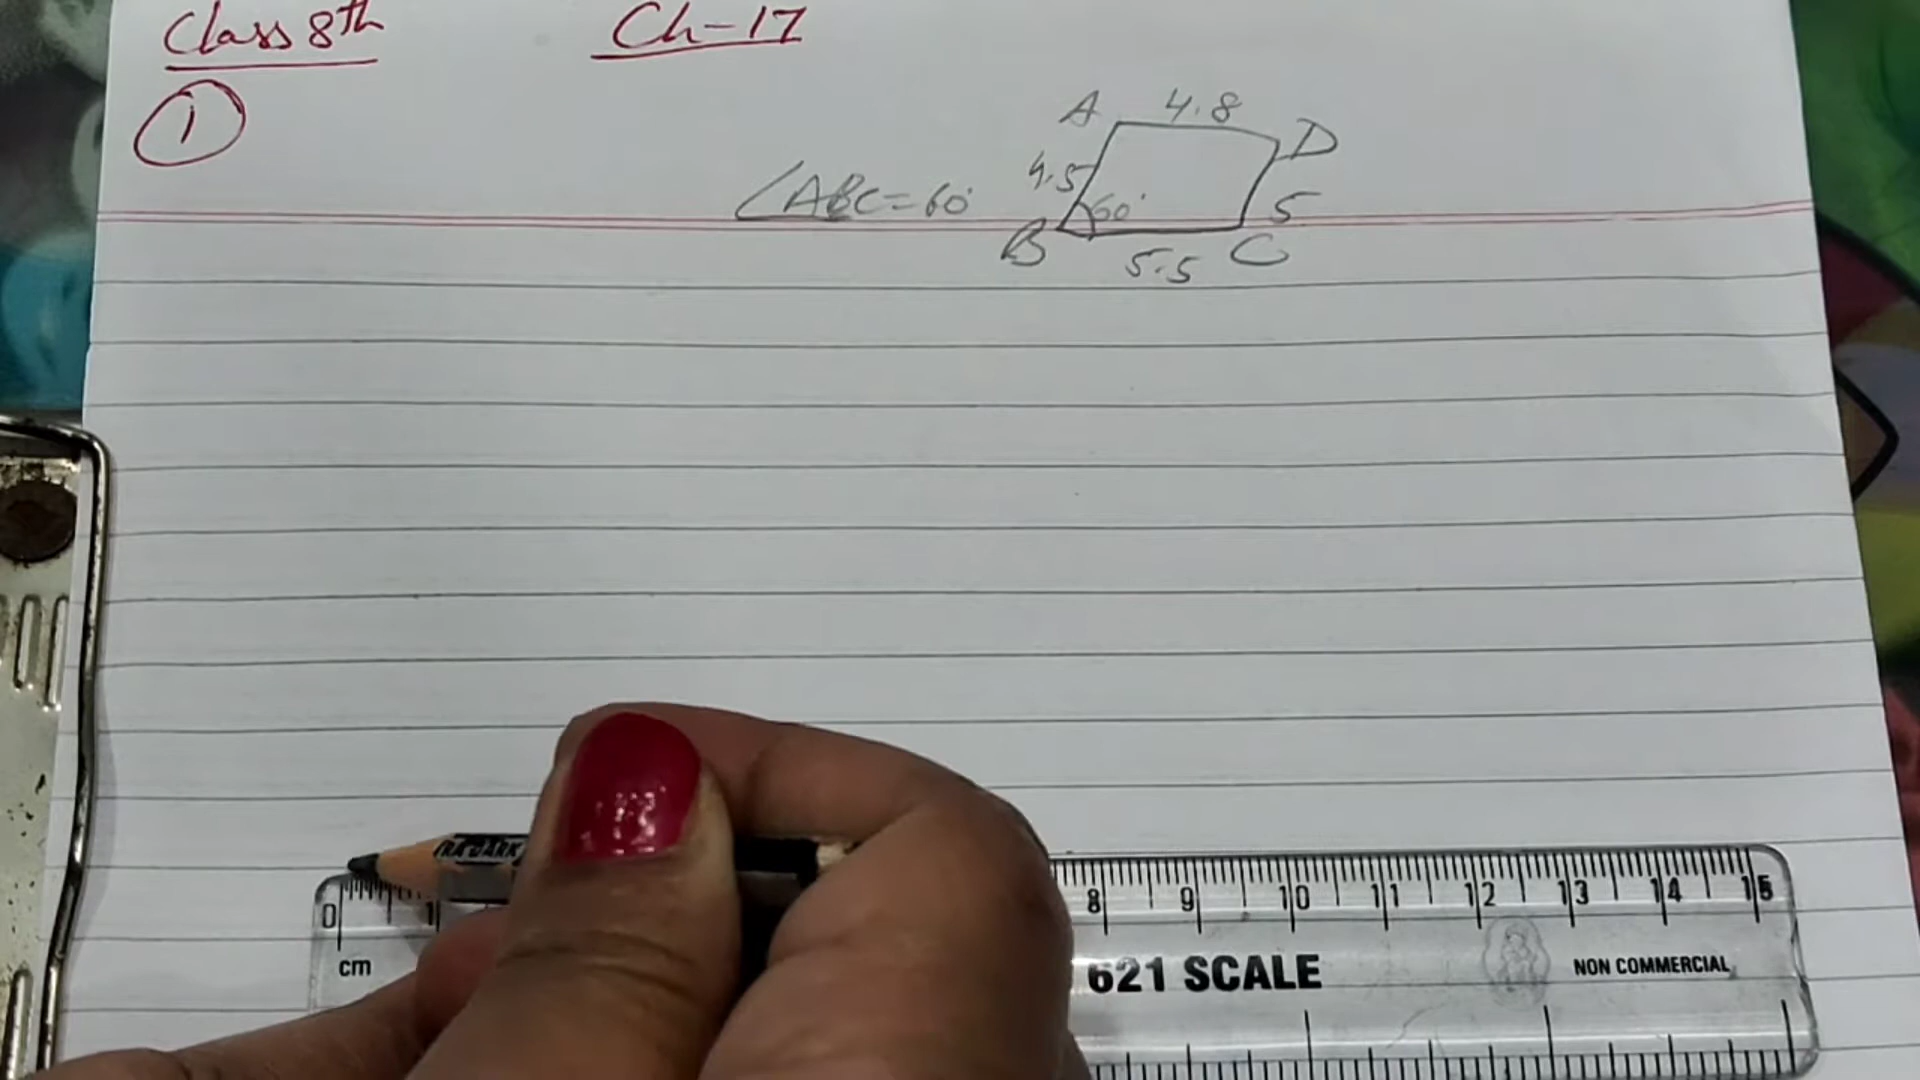 Class 8th Ch-17
1
∠ABC=60° A 4.8 D
4.5 60° 5
B 5.5 C
0 1 8 9 10 11 12 13 14 15
cm 621 SCALE NON COMMERCIAL